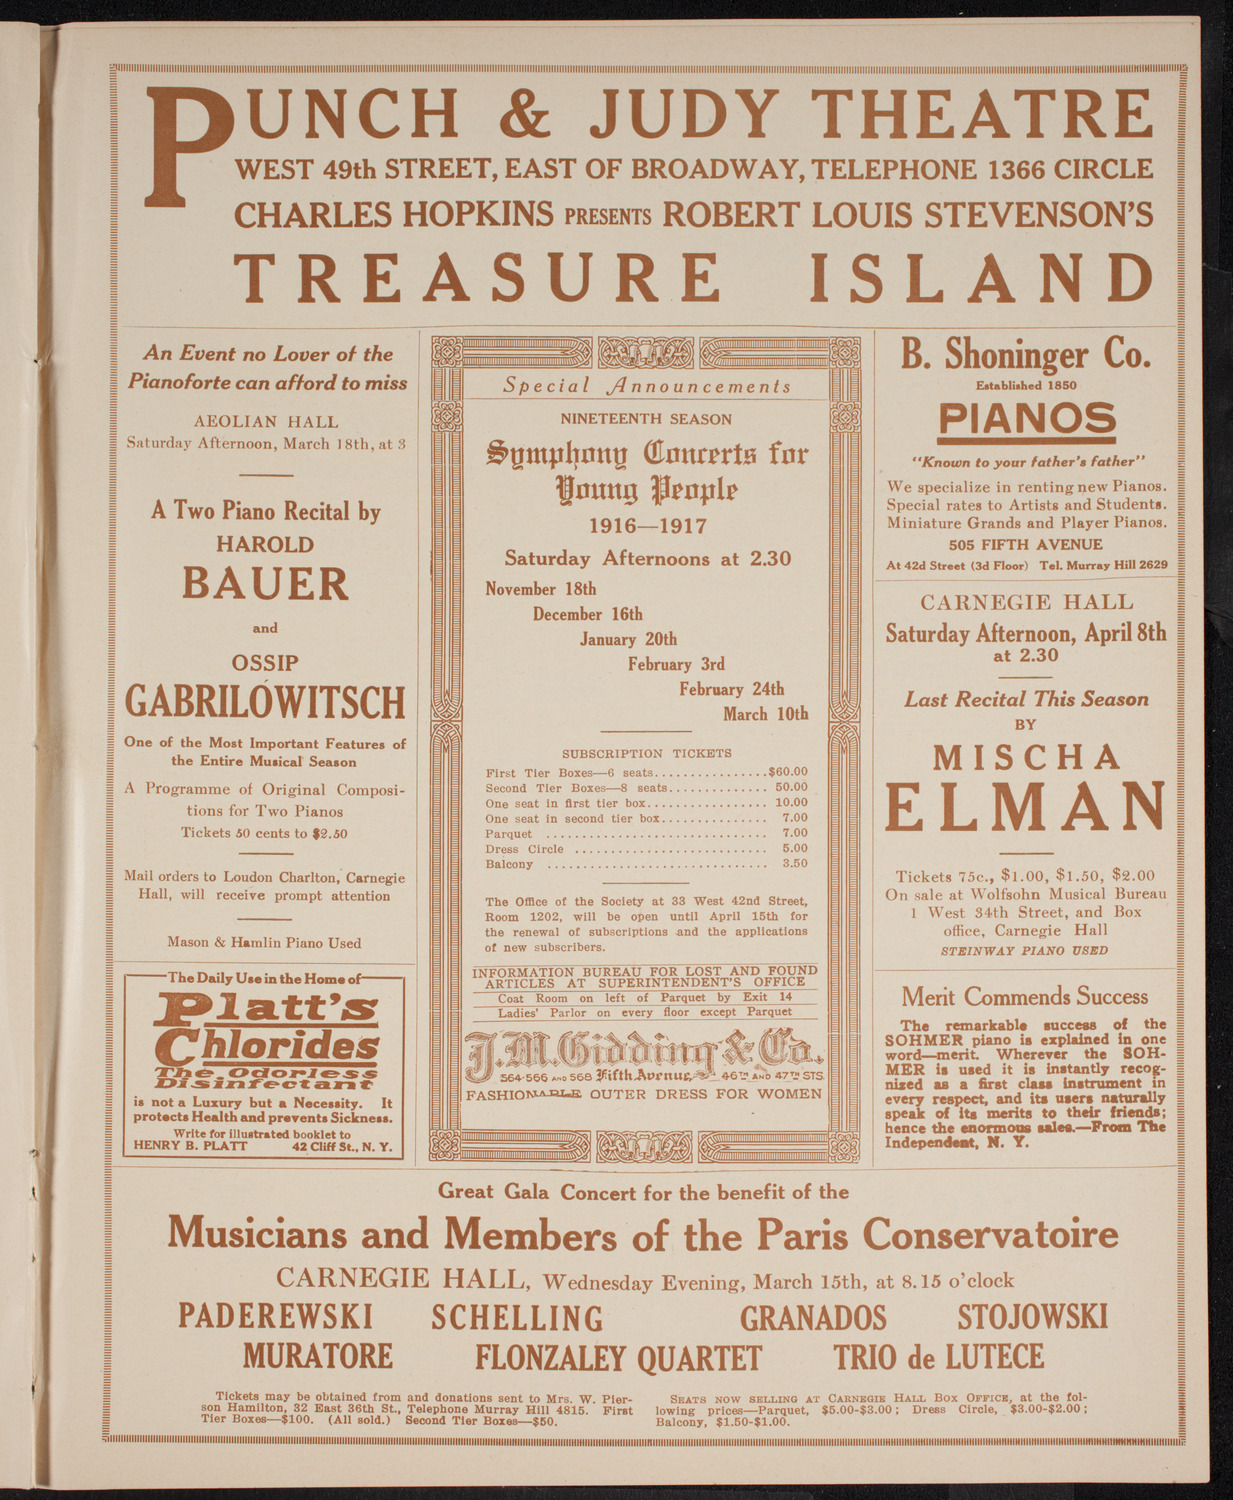 PUNCH & JUDY THEATRE
WEST 49th STREET, EAST OF BROADWAY, TELEPHONE 1366 CIRCLE
CHARLES HOPKINS PRESENTS ROBERT LOUIS STEVENSON'S
TREASURE ISLAND
An Event no Lover of the
Pianoforte can afford to miss
AEOLIAN HALL
Saturday Afternoon, March 18th, at 3
A Two Piano Recital by
HAROLD
BAUER
and
OSSIP
GABRILÓWITSCH
One of the Most Important Features of
the Entire Musical Season
A Programme of Original Composi-
tions for Two Pianos
Tickets 50 cents to $2.50
Mail orders to Loudon Charlton, Carnegie
Hall, will receive prompt attention
Mason & Hamlin Piano Used
The Daily Use in the Home of
Platt's
Chlorides
The Odorless
Disinfectant
is not a Luxury but a Necessity. It
protects Health and prevents Sickness.
Write for illustrated booklet to
HENRY B. PLATT 42 Cliff St., N. Y.
Special Announcements
NINETEENTH SEASON
Symphony Concerts for
Young People
1916—1917
Saturday Afternoons at 2.30
November 18th
December 16th
January 20th
February 3rd
February 24th
March 10th
SUBSCRIPTION TICKETS
First Tier Boxes—6 seats................$60.00
Second Tier Boxes—8 seats.............. 50.00
One seat in first tier box................. 10.00
One seat in second tier box............... 7.00
Parquet ................................ 7.00
Dress Circle ............................ 5.00
Balcony ................................ 3.50
The Office of the Society at 33 West 42nd Street,
Room 1202, will be open until April 15th for
the renewal of subscriptions and the applications
of new subscribers.
INFORMATION BUREAU FOR LOST AND FOUND
ARTICLES AT SUPERINTENDENT'S OFFICE
Coat Room on left of Parquet by Exit 14
Ladies' Parlor on every floor except Parquet
J.M. Gidding & Co.
564-566 AND 568 Fifth Avenue, 46TH AND 47TH STS.
FASHIONABLE OUTER DRESS FOR WOMEN
B. Shoninger Co.
Established 1850
PIANOS
"Known to your father's father"
We specialize in renting new Pianos.
Special rates to Artists and Students.
Miniature Grands and Player Pianos.
505 FIFTH AVENUE
At 42d Street (3d Floor) Tel. Murray Hill 2629
CARNEGIE HALL
Saturday Afternoon, April 8th
at 2.30
Last Recital This Season
BY
MISCHA
ELMAN
Tickets 75c., $1.00, $1.50, $2.00
On sale at Wolfsohn Musical Bureau
1 West 34th Street, and Box
office, Carnegie Hall
STEINWAY PIANO USED
Merit Commends Success
The remarkable success of the
SOHMER piano is explained in one
word—merit. Wherever the SOH-
MER is used it is instantly recog-
nized as a first class instrument in
every respect, and its users naturally
speak of its merits to their friends;
hence the enormous sales.—From The
Independent, N. Y.
Great Gala Concert for the benefit of the
Musicians and Members of the Paris Conservatoire
CARNEGIE HALL, Wednesday Evening, March 15th, at 8.15 o'clock
PADEREWSKI SCHELLING GRANADOS STOJOWSKI
MURATORE FLONZALEY QUARTET TRIO de LUTECE
Tickets may be obtained from and donations sent to Mrs. W. Pier-
son Hamilton, 32 East 36th St., Telephone Murray Hill 4815. First
Tier Boxes—$100. (All sold.) Second Tier Boxes—$50.
SEATS NOW SELLING AT CARNEGIE HALL BOX OFFICE, at the fol-
lowing prices—Parquet, $5.00-$3.00; Dress Circle, $3.00-$2.00;
Balcony, $1.50-$1.00.